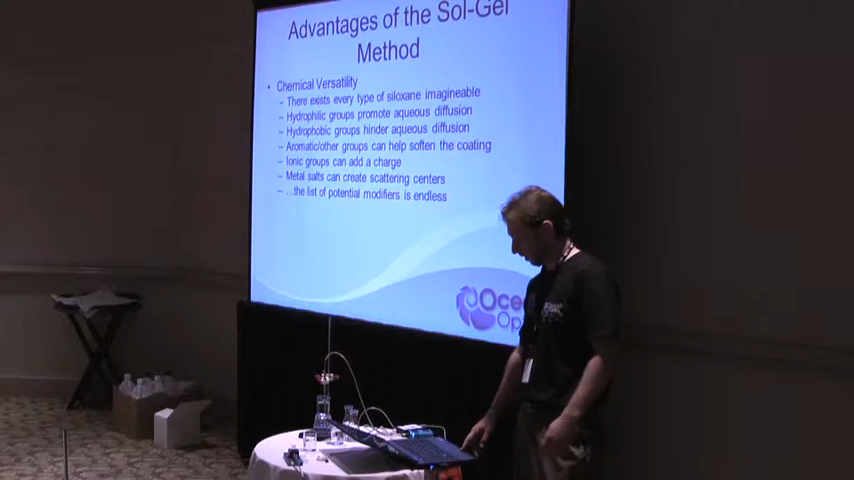 Advantages of the Sol-Gel
Method
• Chemical Versatility
– There exists every type of siloxane imagineable
– Hydrophilic groups promote aqueous diffusion
– Hydrophobic groups hinder aqueous diffusion
– Aromatic/other groups can help soften the coating
– Ionic groups can add a charge
– Metal salts can create scattering centers
– ...the list of potential modifiers is endless
Ocea
Op